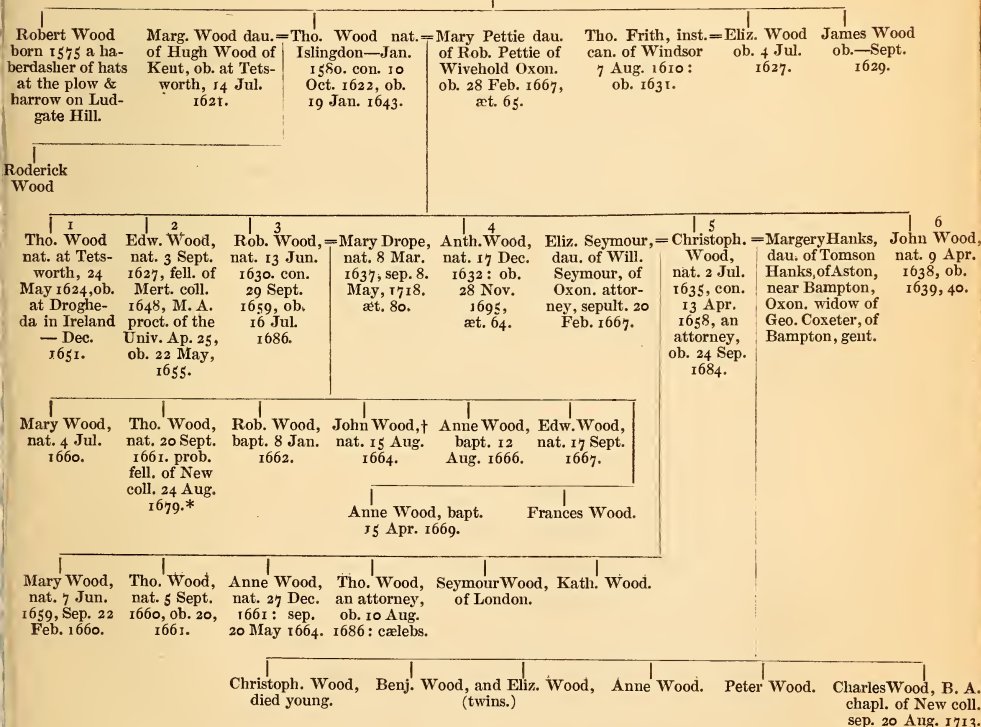 Robert Wood
born 1575 a ha-
berdasher of hats
at the plow &
harrow on Lud-
gate Hill.
Marg. Wood dau.=
of Hugh Wood of
Kent, ob. at Tets-
worth, 14 Jul.
1621.
Tho. Wood nat.=
Islingdon—Jan.
1580. con. 10
Oct. 1622, ob.
19 Jan. 1643.
Mary Pettie dau.
of Rob. Pettie of
Wivehold Oxon.
ob. 28 Feb. 1667,
æt. 65.
Tho. Frith, inst.=
can. of Windsor
7 Aug. 1610:
ob. 1631.
Eliz. Wood
ob. 4 Jul.
1627.
James Wood
ob.—Sept.
1629.
Roderick
Wood
1
Tho. Wood
nat. at Tets-
worth, 24
May 1624, ob.
at Droghe-
da in Ireland
— Dec.
1651.
2
Edw. Wood,
nat. 3 Sept.
1627, fell. of
Mert. coll.
1648, M. A.
proct. of the
Univ. Ap. 25,
ob. 22 May,
1655.
3
Rob. Wood,=
nat. 13 Jun.
1630. con.
29 Sept.
1659, ob.
16 Jul.
1686.
Mary Drope,
nat. 8 Mar.
1637, sep. 8.
May, 1718.
æt. 80.
4
Anth. Wood,
nat. 17 Dec.
1632: ob.
28 Nov.
1695,
æt. 64.
Eliz. Seymour,=
dau. of Will.
Seymour, of
Oxon. attor-
ney, sepult. 20
Feb. 1667.
5
Christoph.=
Wood,
nat. 2 Jul.
1635, con.
13 Apr.
1658, an
attorney,
ob. 24 Sep.
1684.
Margery Hanks,
dau. of Tomson
Hanks, of Aston,
near Bampton,
Oxon. widow of
Geo. Coxeter, of
Bampton, gent.
6
John Wood,
nat. 9 Apr.
1638, ob.
1639, 40.
Mary Wood,
nat. 4 Jul.
1660.
Tho. Wood,
nat. 20 Sept.
1661. prob.
fell. of New
coll. 24 Aug.
1679.*
Rob. Wood,
bapt. 8 Jan.
1662.
John Wood,†
nat. 15 Aug.
1664.
Anne Wood,
bapt. 12
Aug. 1666.
Edw. Wood,
nat. 17 Sept.
1667.
Anne Wood, bapt.
15 Apr. 1669.
Frances Wood.
Mary Wood,
nat. 7 Jun.
1659, Sep. 22
Feb. 1660.
Tho. Wood,
nat. 5 Sept.
1660, ob. 20,
1661.
Anne Wood,
nat. 27 Dec.
1661: sep.
20 May 1664.
Tho. Wood,
an attorney,
ob. 10 Aug.
1686: cælebs.
Seymour Wood,
of London.
Kath. Wood.
Christoph. Wood,
died young.
Benj. Wood, and Eliz. Wood,
(twins.)
Anne Wood.
Peter Wood.
Charles Wood, B. A.
chapl. of New coll.
sep. 20 Aug. 1713.